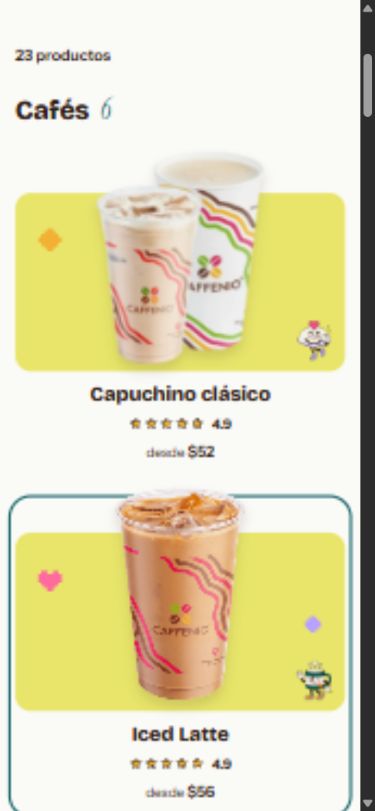 23 productos
Cafés 6
CAFFENIO
CAFFENIO
Capuchino clásico
4.9
desde $52
CAFFENIO
Iced Latte
4.9
desde $56